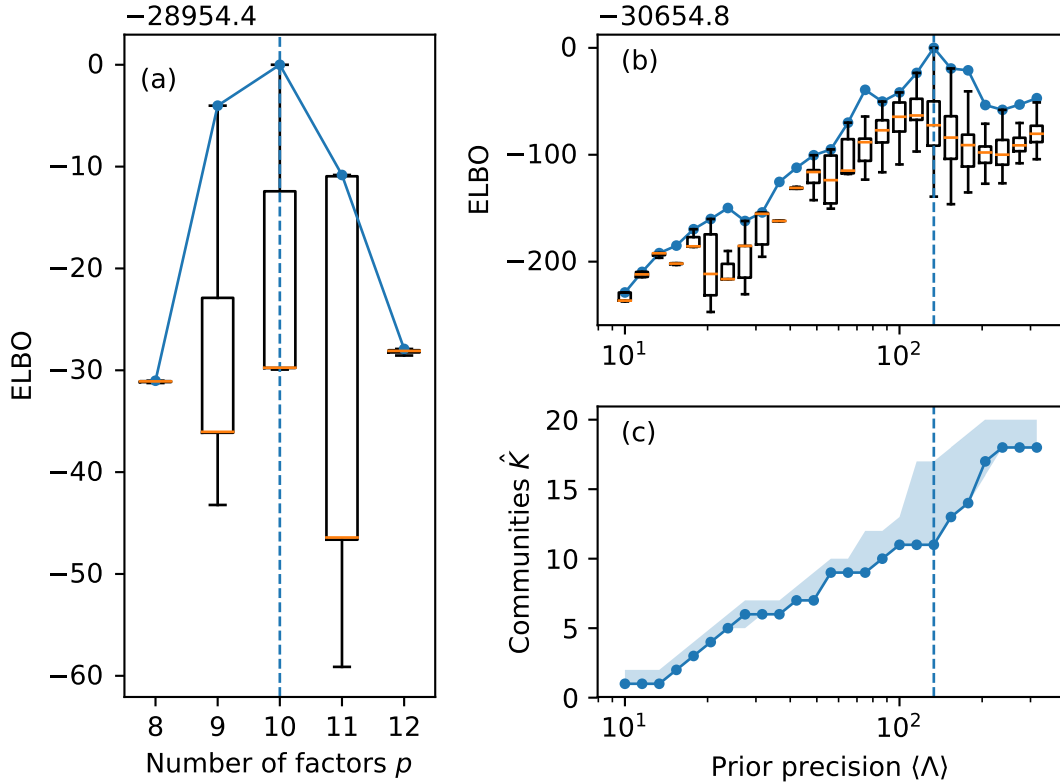 −28954.4
(a)
0
−10
−20
−30
−40
−50
−60
ELBO
8 9 10 11 12
Number of factors p
−30654.8
(b)
0
−100
−200
ELBO
10¹ 10²
(c)
20
15
10
5
0
Communities K̂
10¹ 10²
Prior precision ⟨Λ⟩